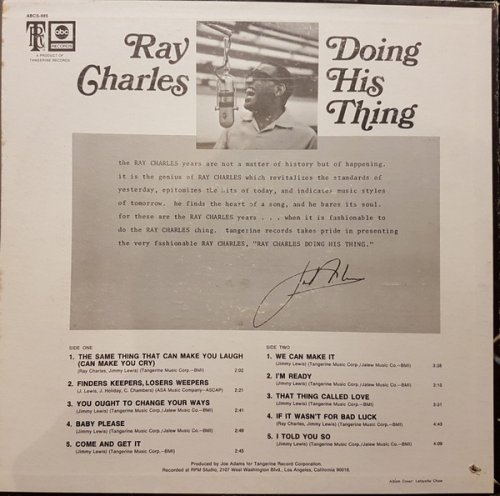 ABCS-695
TR
abc
RECORDS
A PRODUCT OF
TANGERINE RECORDS
Ray
Charles
Doing
His
Thing
the RAY CHARLES years are not a matter of history but of happening.
it is the genius of RAY CHARLES which revitalizes the standards of
yesterday, epitomizes the hits of today, and indicates music styles
of tomorrow. he finds the heart of a song, and he bares its soul.
for these are the RAY CHARLES years . . . when it is fashionable to
do the RAY CHARLES thing. tangerine records takes pride in presenting
the very fashionable RAY CHARLES, "RAY CHARLES DOING HIS THING."
SIDE ONE
1. THE SAME THING THAT CAN MAKE YOU LAUGH
(CAN MAKE YOU CRY)
(Ray Charles, Jimmy Lewis) (Tangerine Music Corp.—BMI) 2:02
2. FINDERS KEEPERS, LOSERS WEEPERS
(J. Lewis, J. Holiday, C. Chambers) (ASA Music Company—ASCAP) 2:21
3. YOU OUGHT TO CHANGE YOUR WAYS
(Jimmy Lewis) (Tangerine Music Corp./Jalew Music Co.—BMI) 2:41
4. BABY PLEASE
(Jimmy Lewis) (Tangerine Music Corp./Jalew Music Co.—BMI) 2:49
5. COME AND GET IT
(Jimmy Lewis) (Tangerine Music Corp.—BMI) 2:45
SIDE TWO
1. WE CAN MAKE IT
(Jimmy Lewis) (Tangerine Music Corp./Jalew Music Co.—BMI) 3:38
2. I'M READY
(Jimmy Lewis) (Tangerine Music Corp./Jalew Music Co.—BMI)
3. THAT THING CALLED LOVE
(Jimmy Lewis) (Tangerine Music Corp./Jalew Music Co.—BMI) 3:31
4. IF IT WASN'T FOR BAD LUCK
(Ray Charles, Jimmy Lewis) (Tangerine Music Corp.—BMI) 4:31
5. I TOLD YOU SO
(Jimmy Lewis) (Tangerine Music Corp./Jalew Music Co.—BMI) 4:09
Produced by Joe Adams for Tangerine Record Corporation.
Recorded at RPM Studio, 2107 West Washington Blvd., Los Angeles, California 90018.
Album Cover: Lafayette Chew